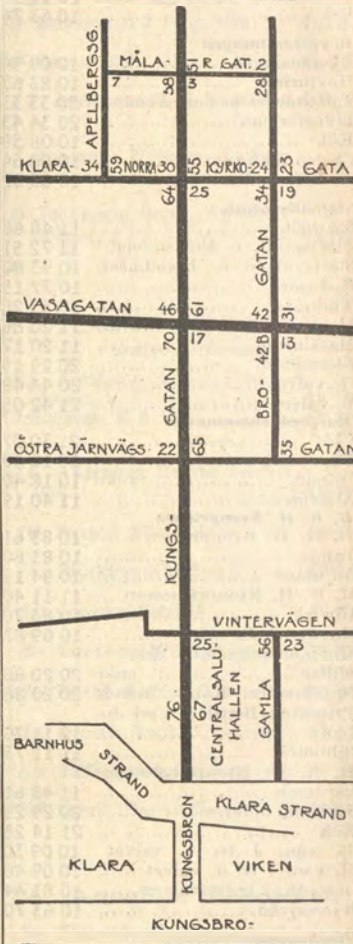 APELBERGSG.
MÅLA- 51 R. GAT. 2
7 58 3 28
KLARA- 34 59 NORRA 30 55 KYRKO- 24 23 GATA
64 25 34 19
GATAN
VASAGATAN 46 61 42 31
70 17 42B 13
GATAN BRO-
ÖSTRA JÄRNVÄGS- 22 65 35 GATAN
KUNGS-
VINTERVÄGEN
25 56 23
76 67 CENTRALSALU-
HALLEN
GAMLA
BARNHUS
STRAND
KLARA STRAND
KUNGSBRON
KLARA VIKEN
KUNGSBRO-